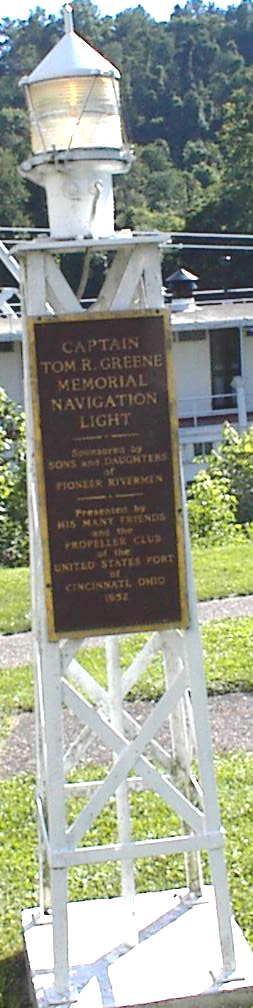 CAPTAIN
TOM R. GREENE
MEMORIAL
NAVIGATION
LIGHT
Sponsored by
SONS and DAUGHTERS
of
PIONEER RIVERMEN
Presented by
HIS MANY FRIENDS
and the
PROPELLER CLUB
of the
UNITED STATES PORT
of
CINCINNATI, OHIO
1952